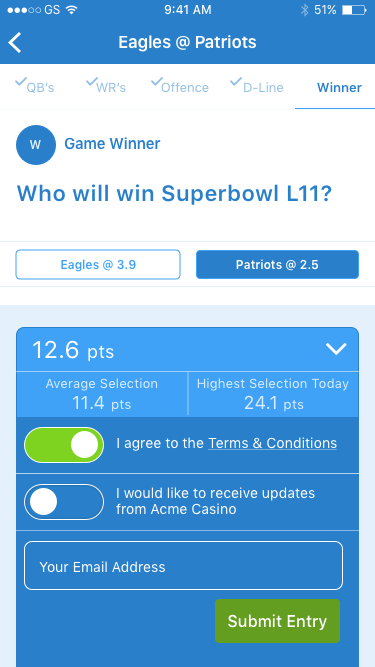 GS 9:41 AM 51%
Eagles @ Patriots
QB's WR's Offence D-Line Winner
W Game Winner
Who will win Superbowl L11?
Eagles @ 3.9 Patriots @ 2.5
12.6 pts
Average Selection Highest Selection Today
11.4 pts 24.1 pts
I agree to the Terms & Conditions
I would like to receive updates
from Acme Casino
Your Email Address
Submit Entry